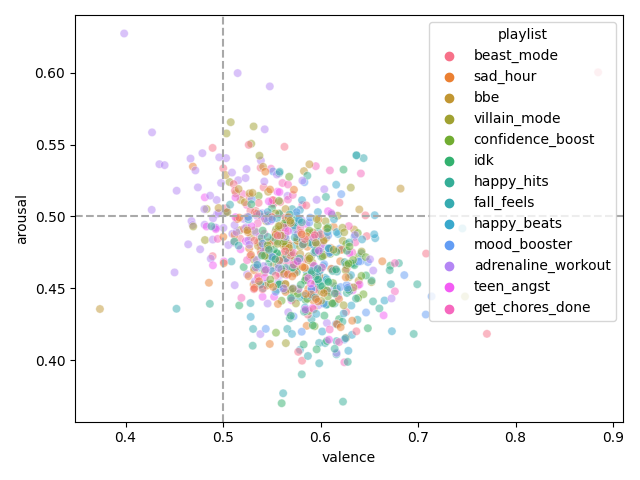 playlist
beast_mode
sad_hour
bbe
villain_mode
confidence_boost
idk
happy_hits
fall_feels
happy_beats
mood_booster
adrenaline_workout
teen_angst
get_chores_done
0.60
0.55
0.50
0.45
0.40
arousal
0.4 0.5 0.6 0.7 0.8 0.9
valence